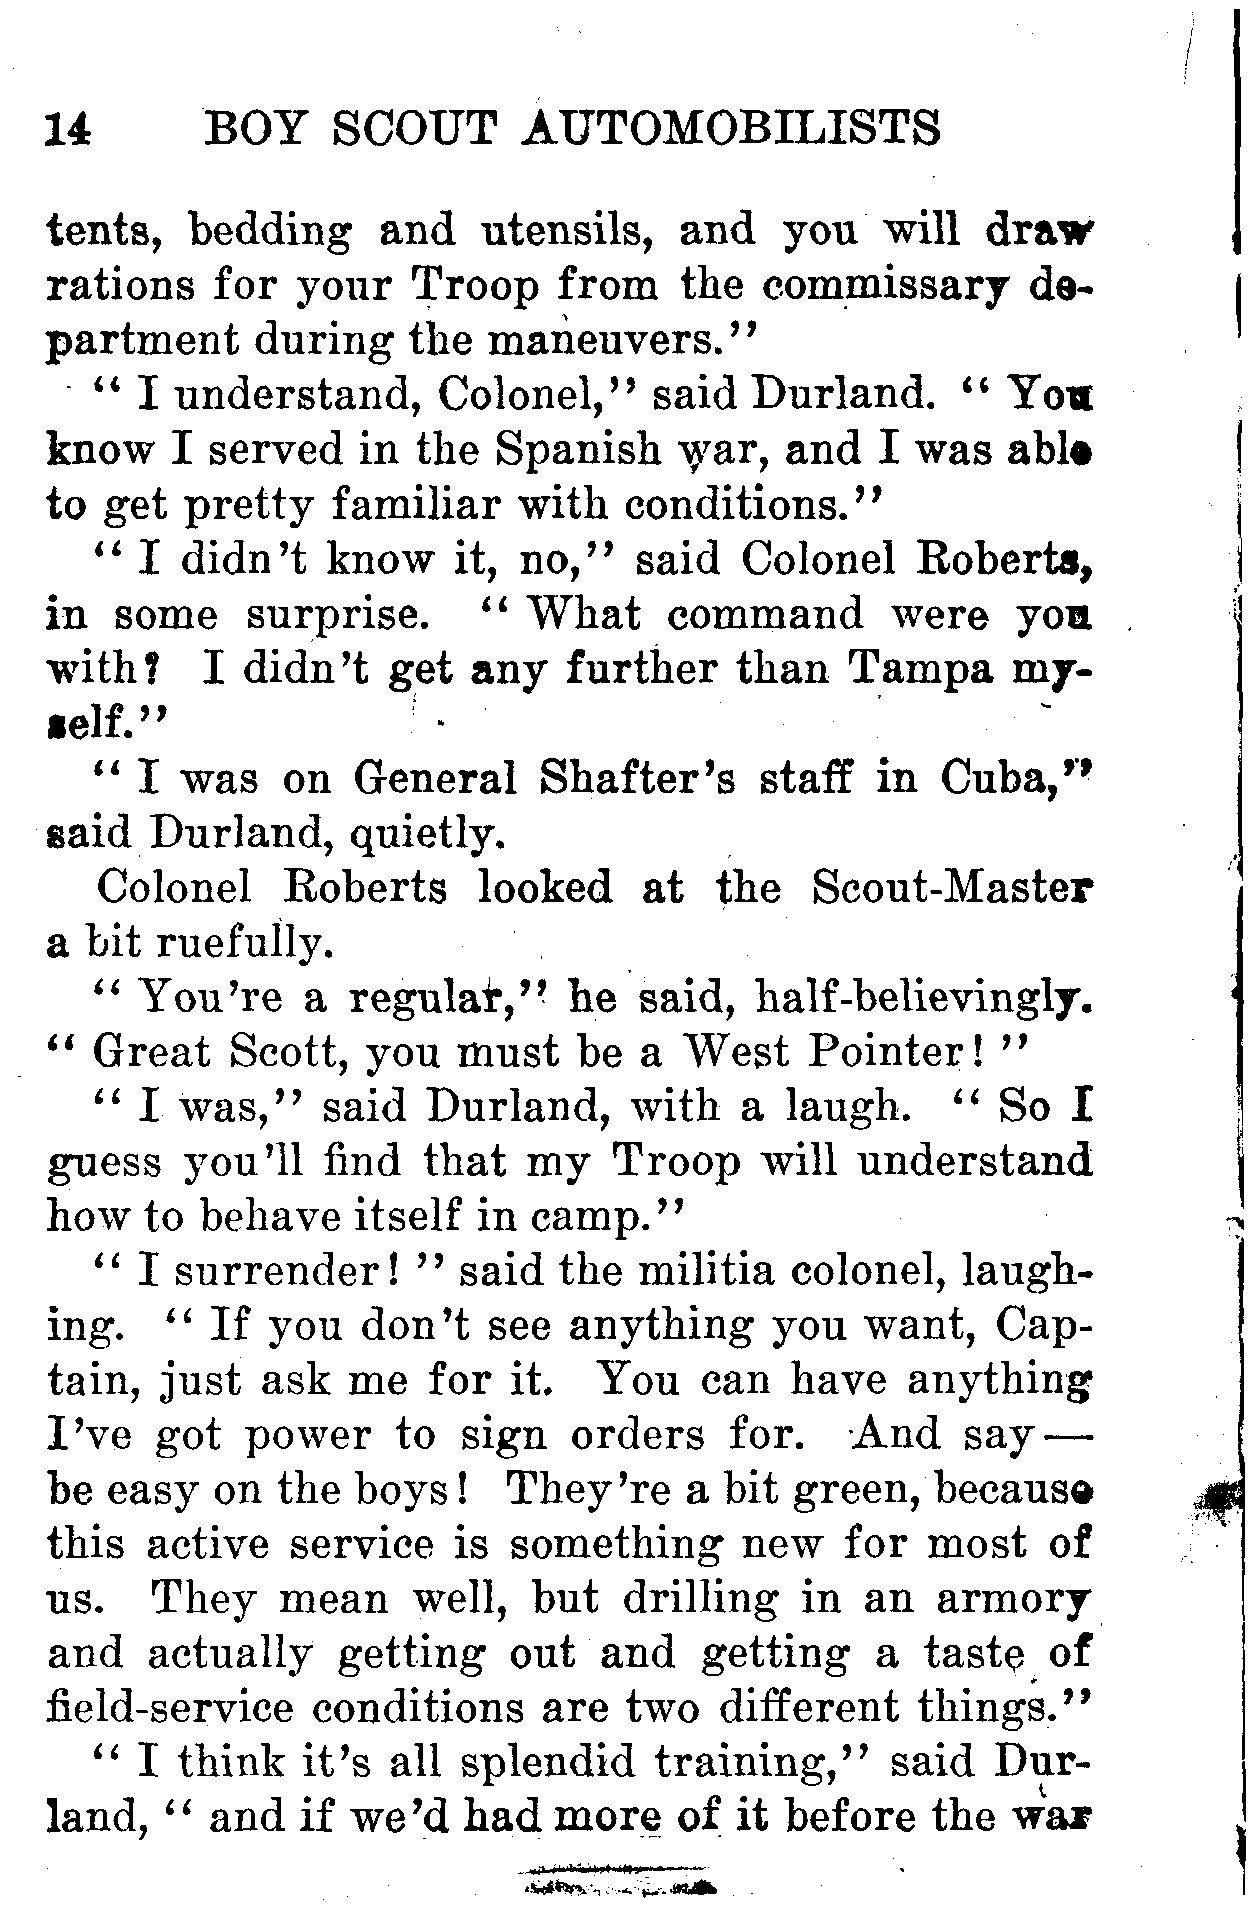 14 BOY SCOUT AUTOMOBILISTS
tents, bedding and utensils, and you will draw
rations for your Troop from the commissary de-
partment during the maneuvers."
" I understand, Colonel," said Durland. " You
know I served in the Spanish war, and I was able
to get pretty familiar with conditions."
" I didn't know it, no," said Colonel Roberts,
in some surprise. " What command were you
with? I didn't get any further than Tampa my-
self."
" I was on General Shafter's staff in Cuba,"
said Durland, quietly.
Colonel Roberts looked at the Scout-Master
a bit ruefully.
" You're a regular," he said, half-believingly.
" Great Scott, you must be a West Pointer! "
" I was," said Durland, with a laugh. " So I
guess you'll find that my Troop will understand
how to behave itself in camp."
" I surrender! " said the militia colonel, laugh-
ing. " If you don't see anything you want, Cap-
tain, just ask me for it. You can have anything
I've got power to sign orders for. And say—
be easy on the boys! They're a bit green, because
this active service is something new for most of
us. They mean well, but drilling in an armory
and actually getting out and getting a taste of
field-service conditions are two different things."
" I think it's all splendid training," said Dur-
land, " and if we'd had more of it before the war